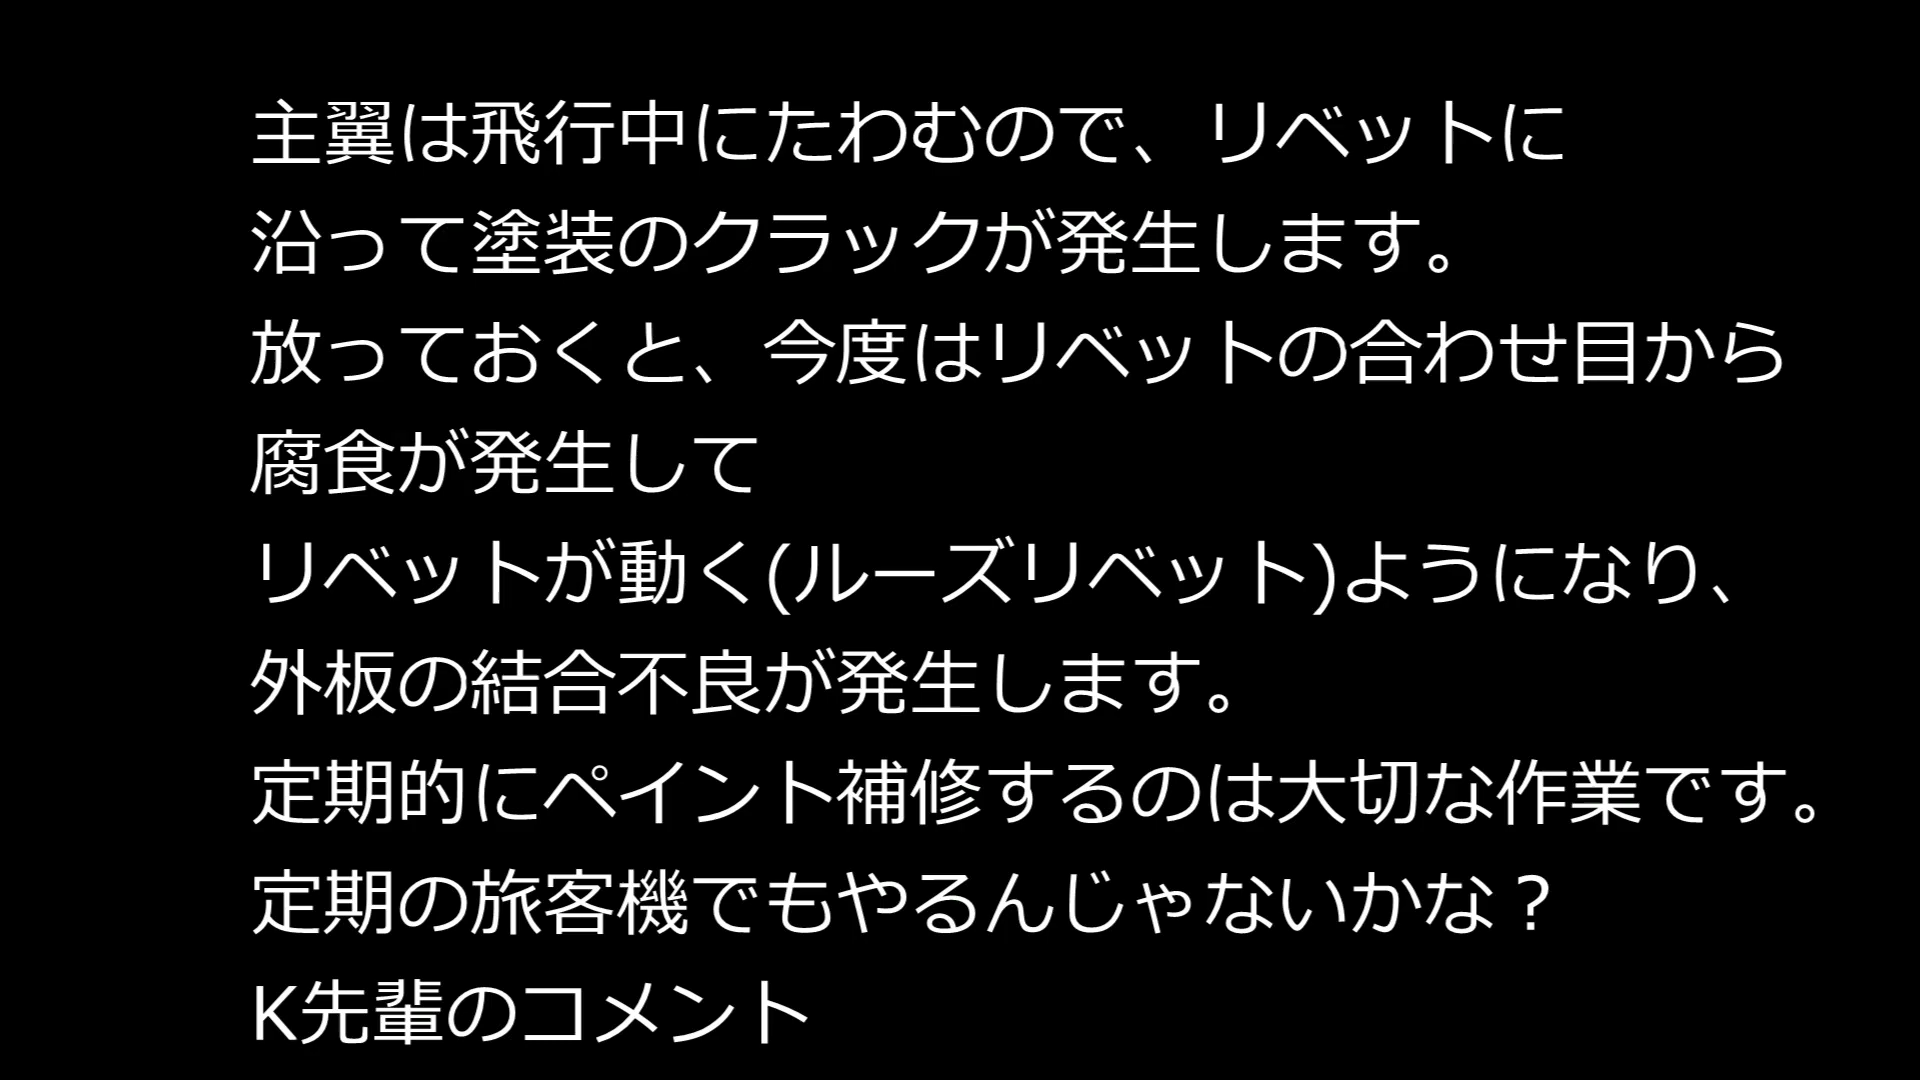 主翼は飛行中にたわむので、リベットに
沿って塗装のクラックが発生します。
放っておくと、今度はリベットの合わせ目から
腐食が発生して
リベットが動く(ルーズリベット)ようになり、
外板の結合不良が発生します。
定期的にペイント補修するのは大切な作業です。
定期の旅客機でもやるんじゃないかな？
K先輩のコメント